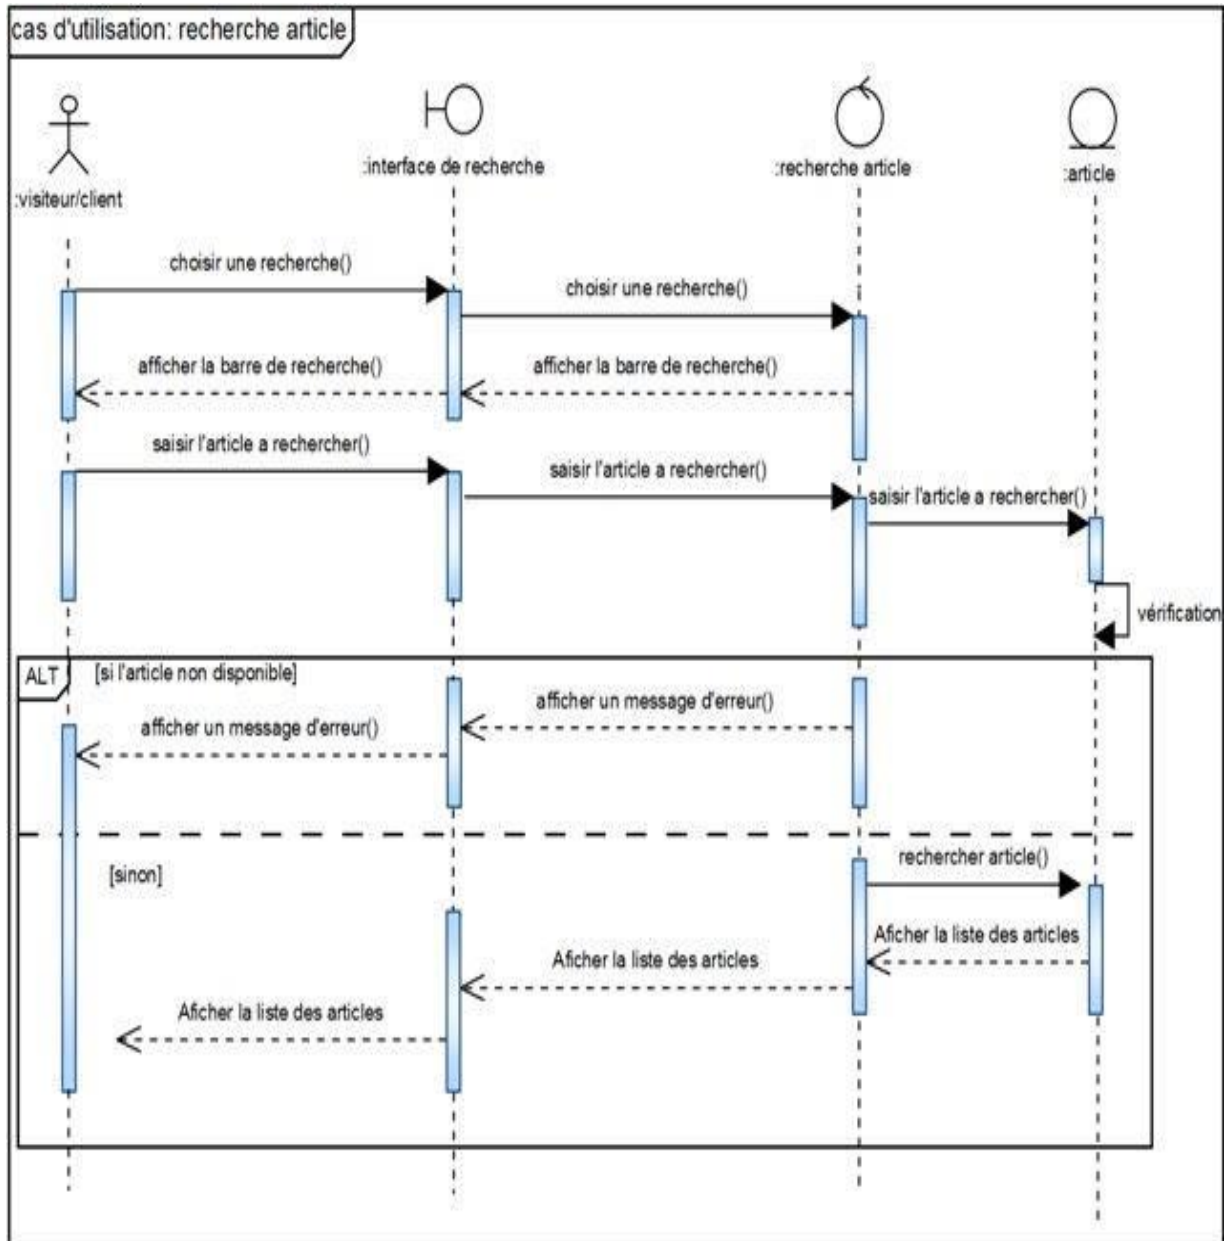 cas d'utilisation: recherche article
:visiteur/client
:interface de recherche
:recherche article
:article
choisir une recherche()
choisir une recherche()
afficher la barre de recherche()
afficher la barre de recherche()
saisir l'article a rechercher()
saisir l'article a rechercher()
saisir l'article a rechercher()
vérification
ALT
[si l'article non disponible]
afficher un message d'erreur()
afficher un message d'erreur()
[sinon]
rechercher article()
Aficher la liste des articles
Aficher la liste des articles
Aficher la liste des articles